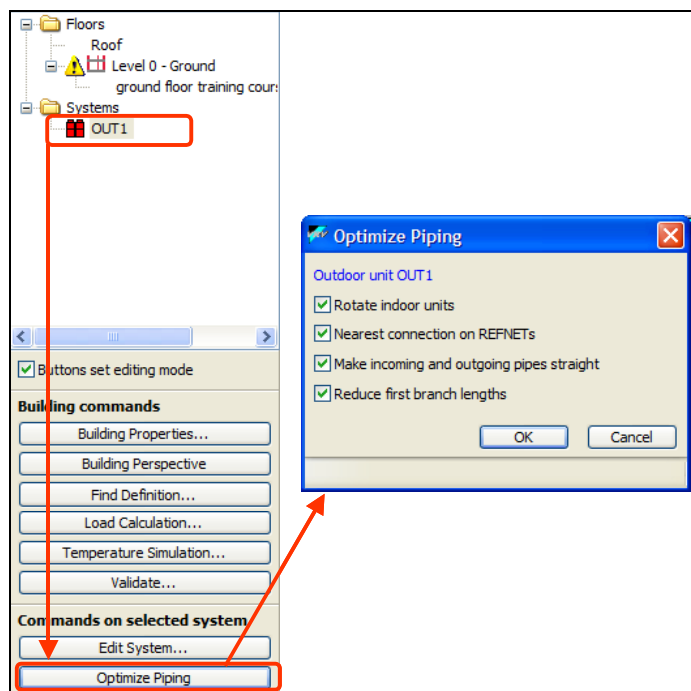 Floors
Roof
Level 0 - Ground
ground floor training cour
Systems
OUT1
Buttons set editing mode
Building commands
Building Properties...
Building Perspective
Find Definition...
Load Calculation...
Temperature Simulation...
Validate...
Commands on selected system
Edit System...
Optimize Piping
Optimize Piping
Outdoor unit OUT1
Rotate indoor units
Nearest connection on REFNETs
Make incoming and outgoing pipes straight
Reduce first branch lengths
OK Cancel